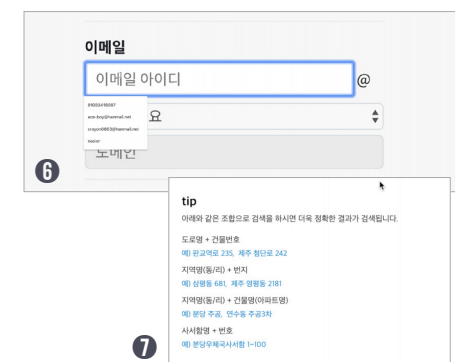 이메일
이메일 아이디
@
요
도메인
6
tip
아래와 같은 조합으로 검색을 하시면 더욱 정확한 결과가 검색됩니다.
도로명 + 건물번호
예) 판교역로 235, 제주 첨단로 242
지역명(동/리) + 번지
예) 삼평동 681, 제주 영평동 2181
지역명(동/리) + 건물명(아파트명)
예) 분당 주공, 연수동 주공3차
사서함명 + 번호
예) 분당우체국사서함 1~100
7